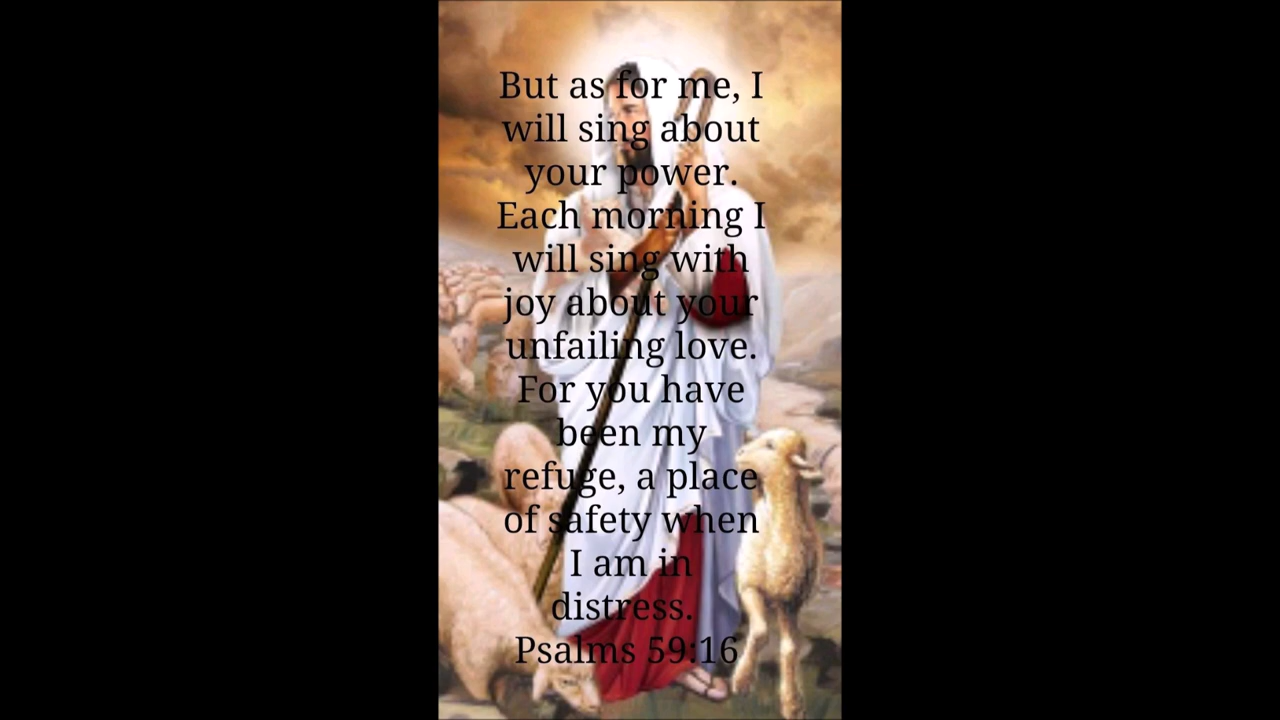 But as for me, I
will sing about
your power.
Each morning I
will sing with
joy about your
unfailing love.
For you have
been my
refuge, a place
of safety when
I am in
distress.
Psalms 59:16